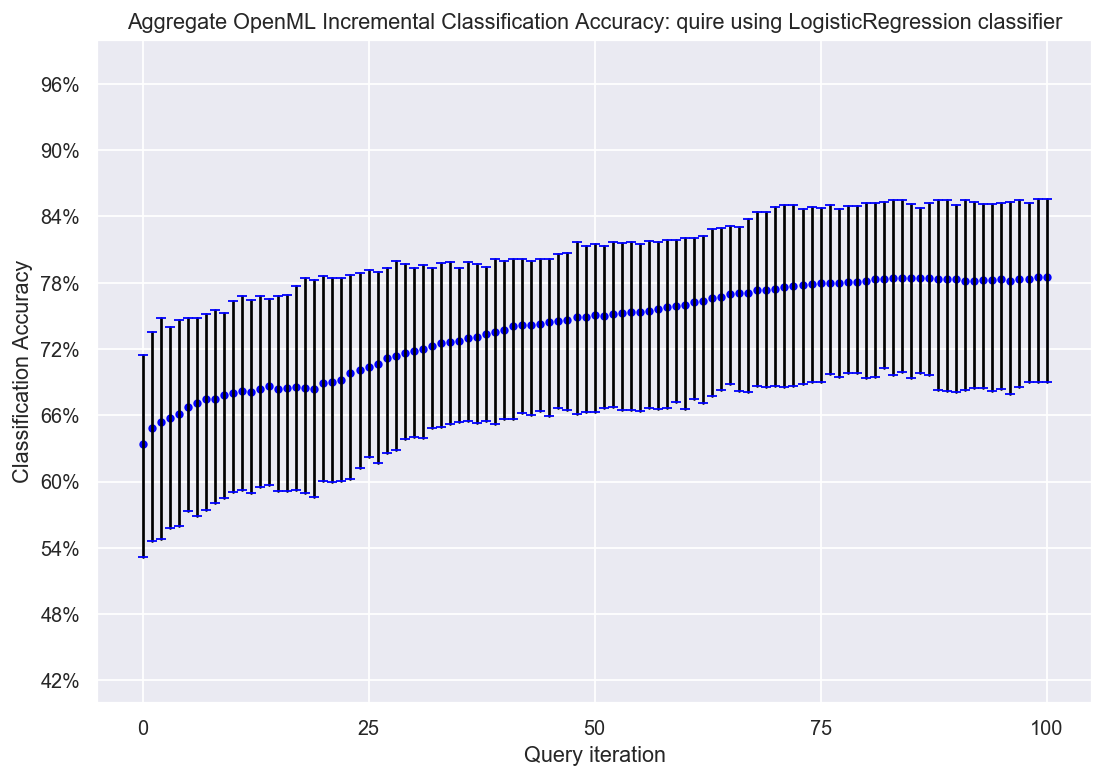 Aggregate OpenML Incremental Classification Accuracy: quire using LogisticRegression classifier
96%
90%
84%
78%
72%
66%
60%
54%
48%
42%
Classification Accuracy
0 25 50 75 100
Query iteration